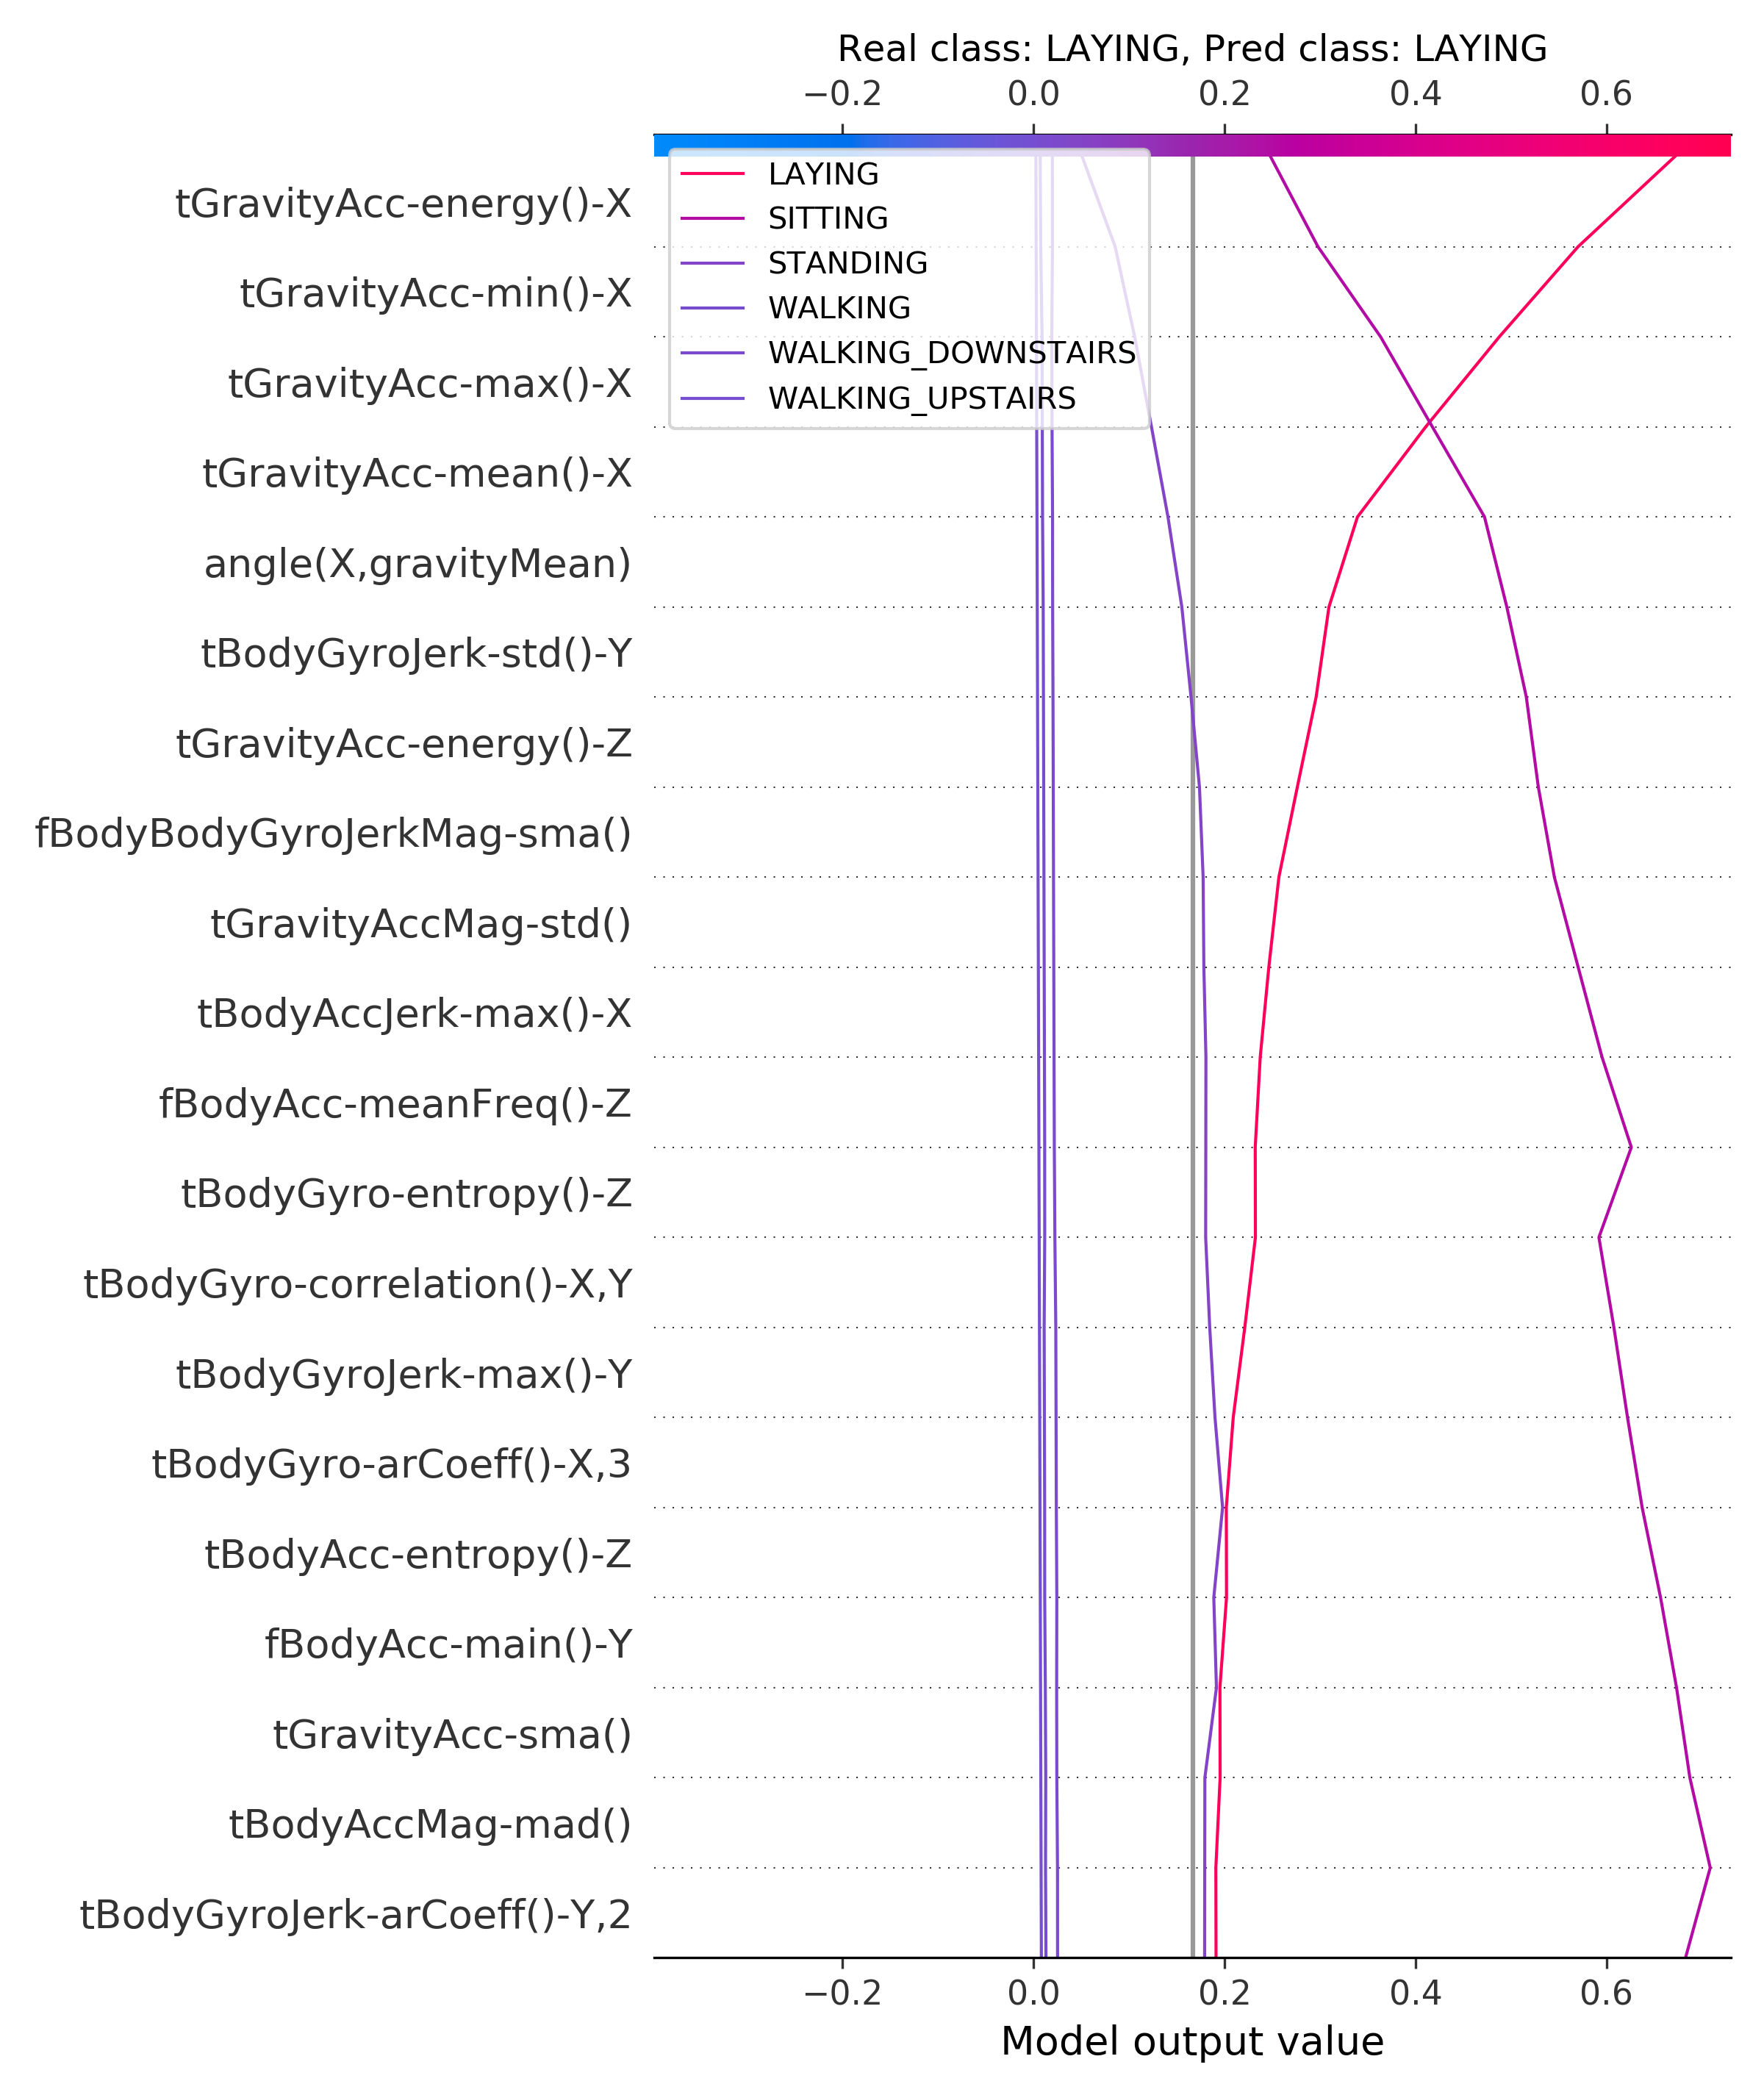 Real class: LAYING, Pred class: LAYING
−0.2 0.0 0.2 0.4 0.6
LAYING
SITTING
STANDING
WALKING
WALKING_DOWNSTAIRS
WALKING_UPSTAIRS
tGravityAcc-energy()-X
tGravityAcc-min()-X
tGravityAcc-max()-X
tGravityAcc-mean()-X
angle(X,gravityMean)
tBodyGyroJerk-std()-Y
tGravityAcc-energy()-Z
fBodyBodyGyroJerkMag-sma()
tGravityAccMag-std()
tBodyAccJerk-max()-X
fBodyAcc-meanFreq()-Z
tBodyGyro-entropy()-Z
tBodyGyro-correlation()-X,Y
tBodyGyroJerk-max()-Y
tBodyGyro-arCoeff()-X,3
tBodyAcc-entropy()-Z
fBodyAcc-main()-Y
tGravityAcc-sma()
tBodyAccMag-mad()
tBodyGyroJerk-arCoeff()-Y,2
−0.2 0.0 0.2 0.4 0.6
Model output value